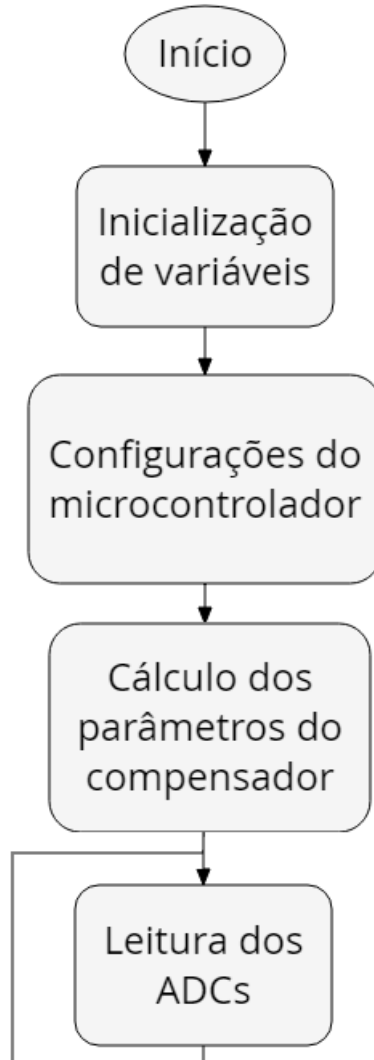 Início
Inicialização
de variáveis
Configurações do
microcontrolador
Cálculo dos
parâmetros do
compensador
Leitura dos
ADCs